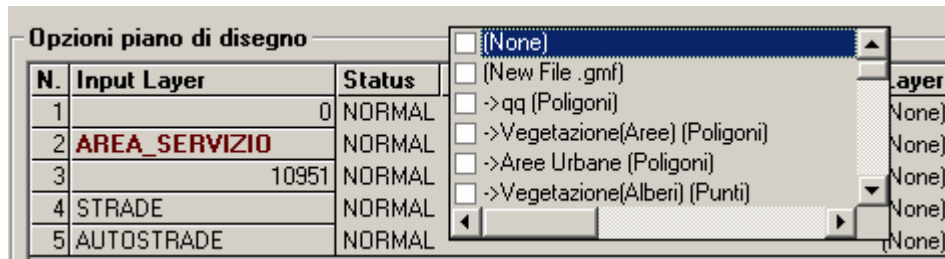 Opzioni piano di disegno
(None)
(New File .gmf)
->qq (Poligoni)
->Vegetazione(Aree) (Poligoni)
->Aree Urbane (Poligoni)
->Vegetazione(Alberi) (Punti)
N. Input Layer Status
1 0 NORMAL (None)
2 AREA_SERVIZIO NORMAL (None)
3 10951 NORMAL (None)
4 STRADE NORMAL (None)
5 AUTOSTRADE NORMAL (None)